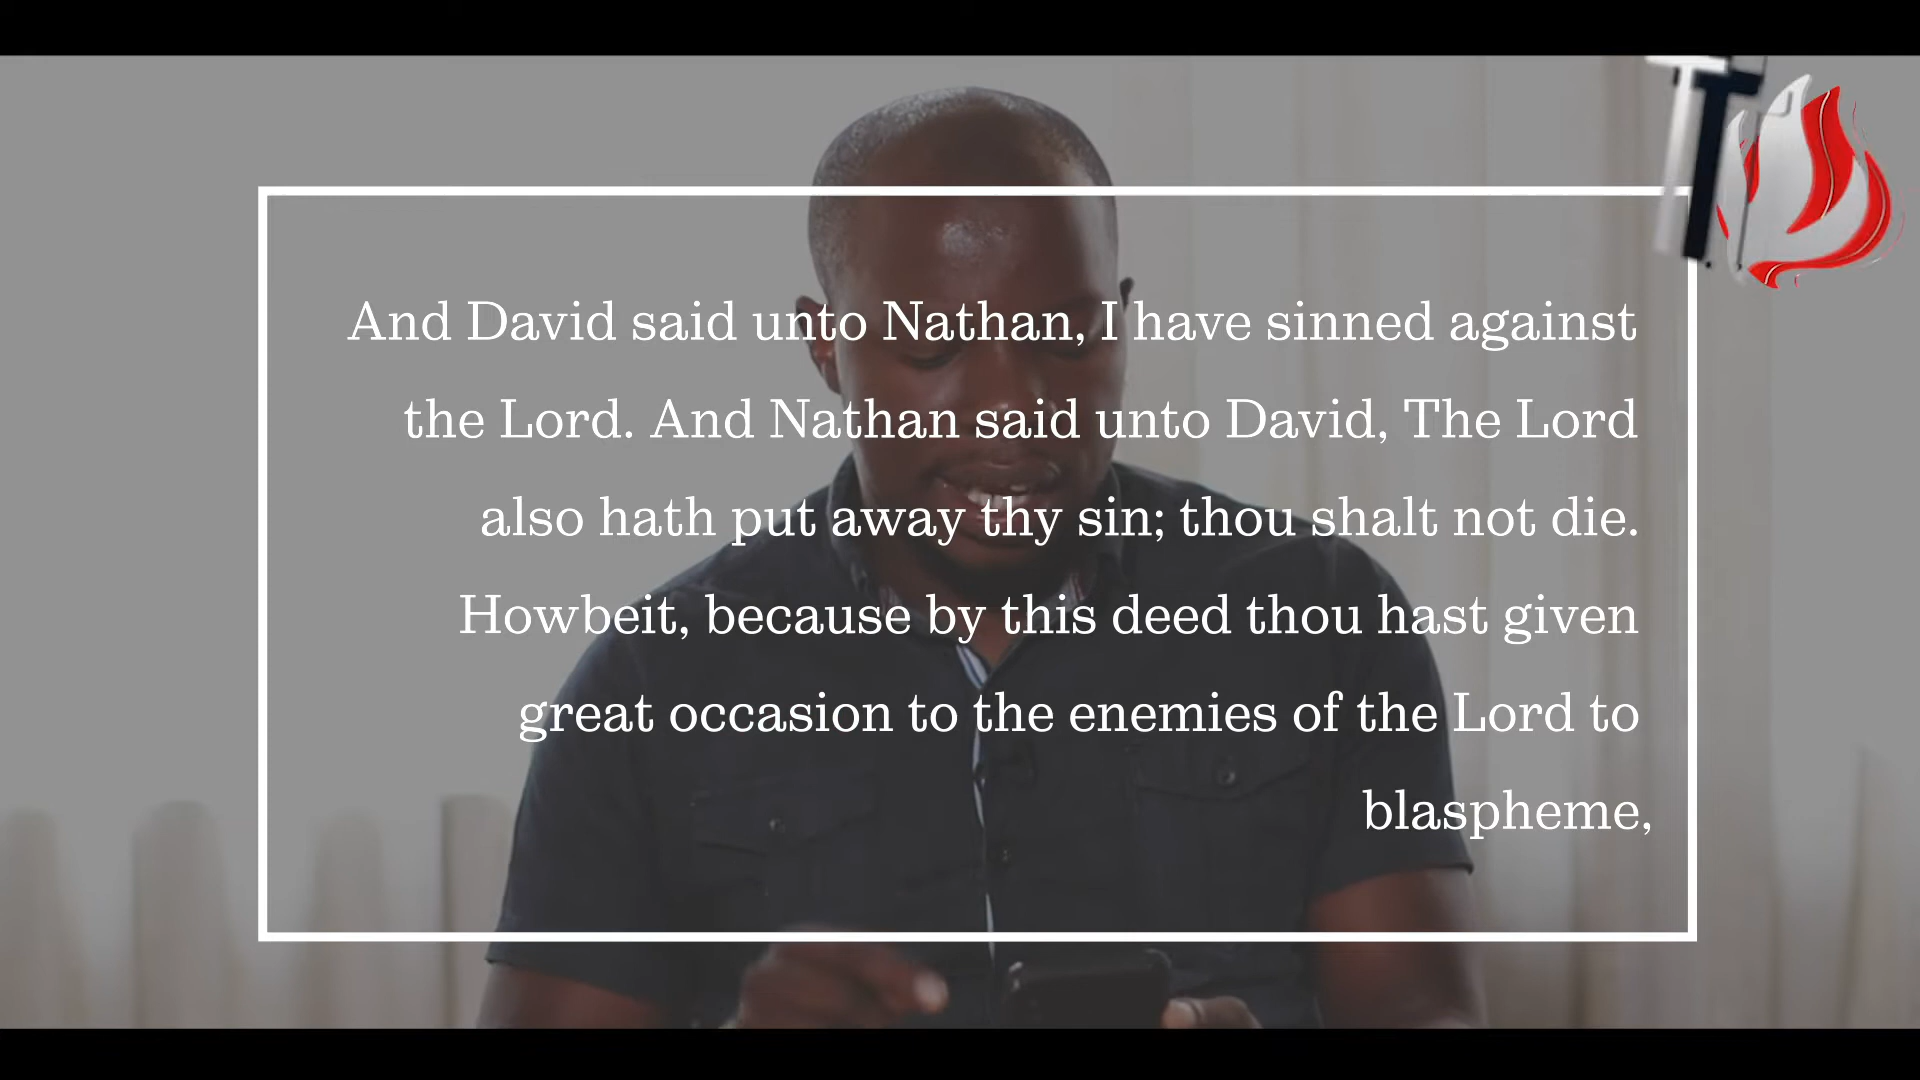 And David said unto Nathan, I have sinned against
the Lord. And Nathan said unto David, The Lord
also hath put away thy sin; thou shalt not die.
Howbeit, because by this deed thou hast given
great occasion to the enemies of the Lord to
blaspheme,